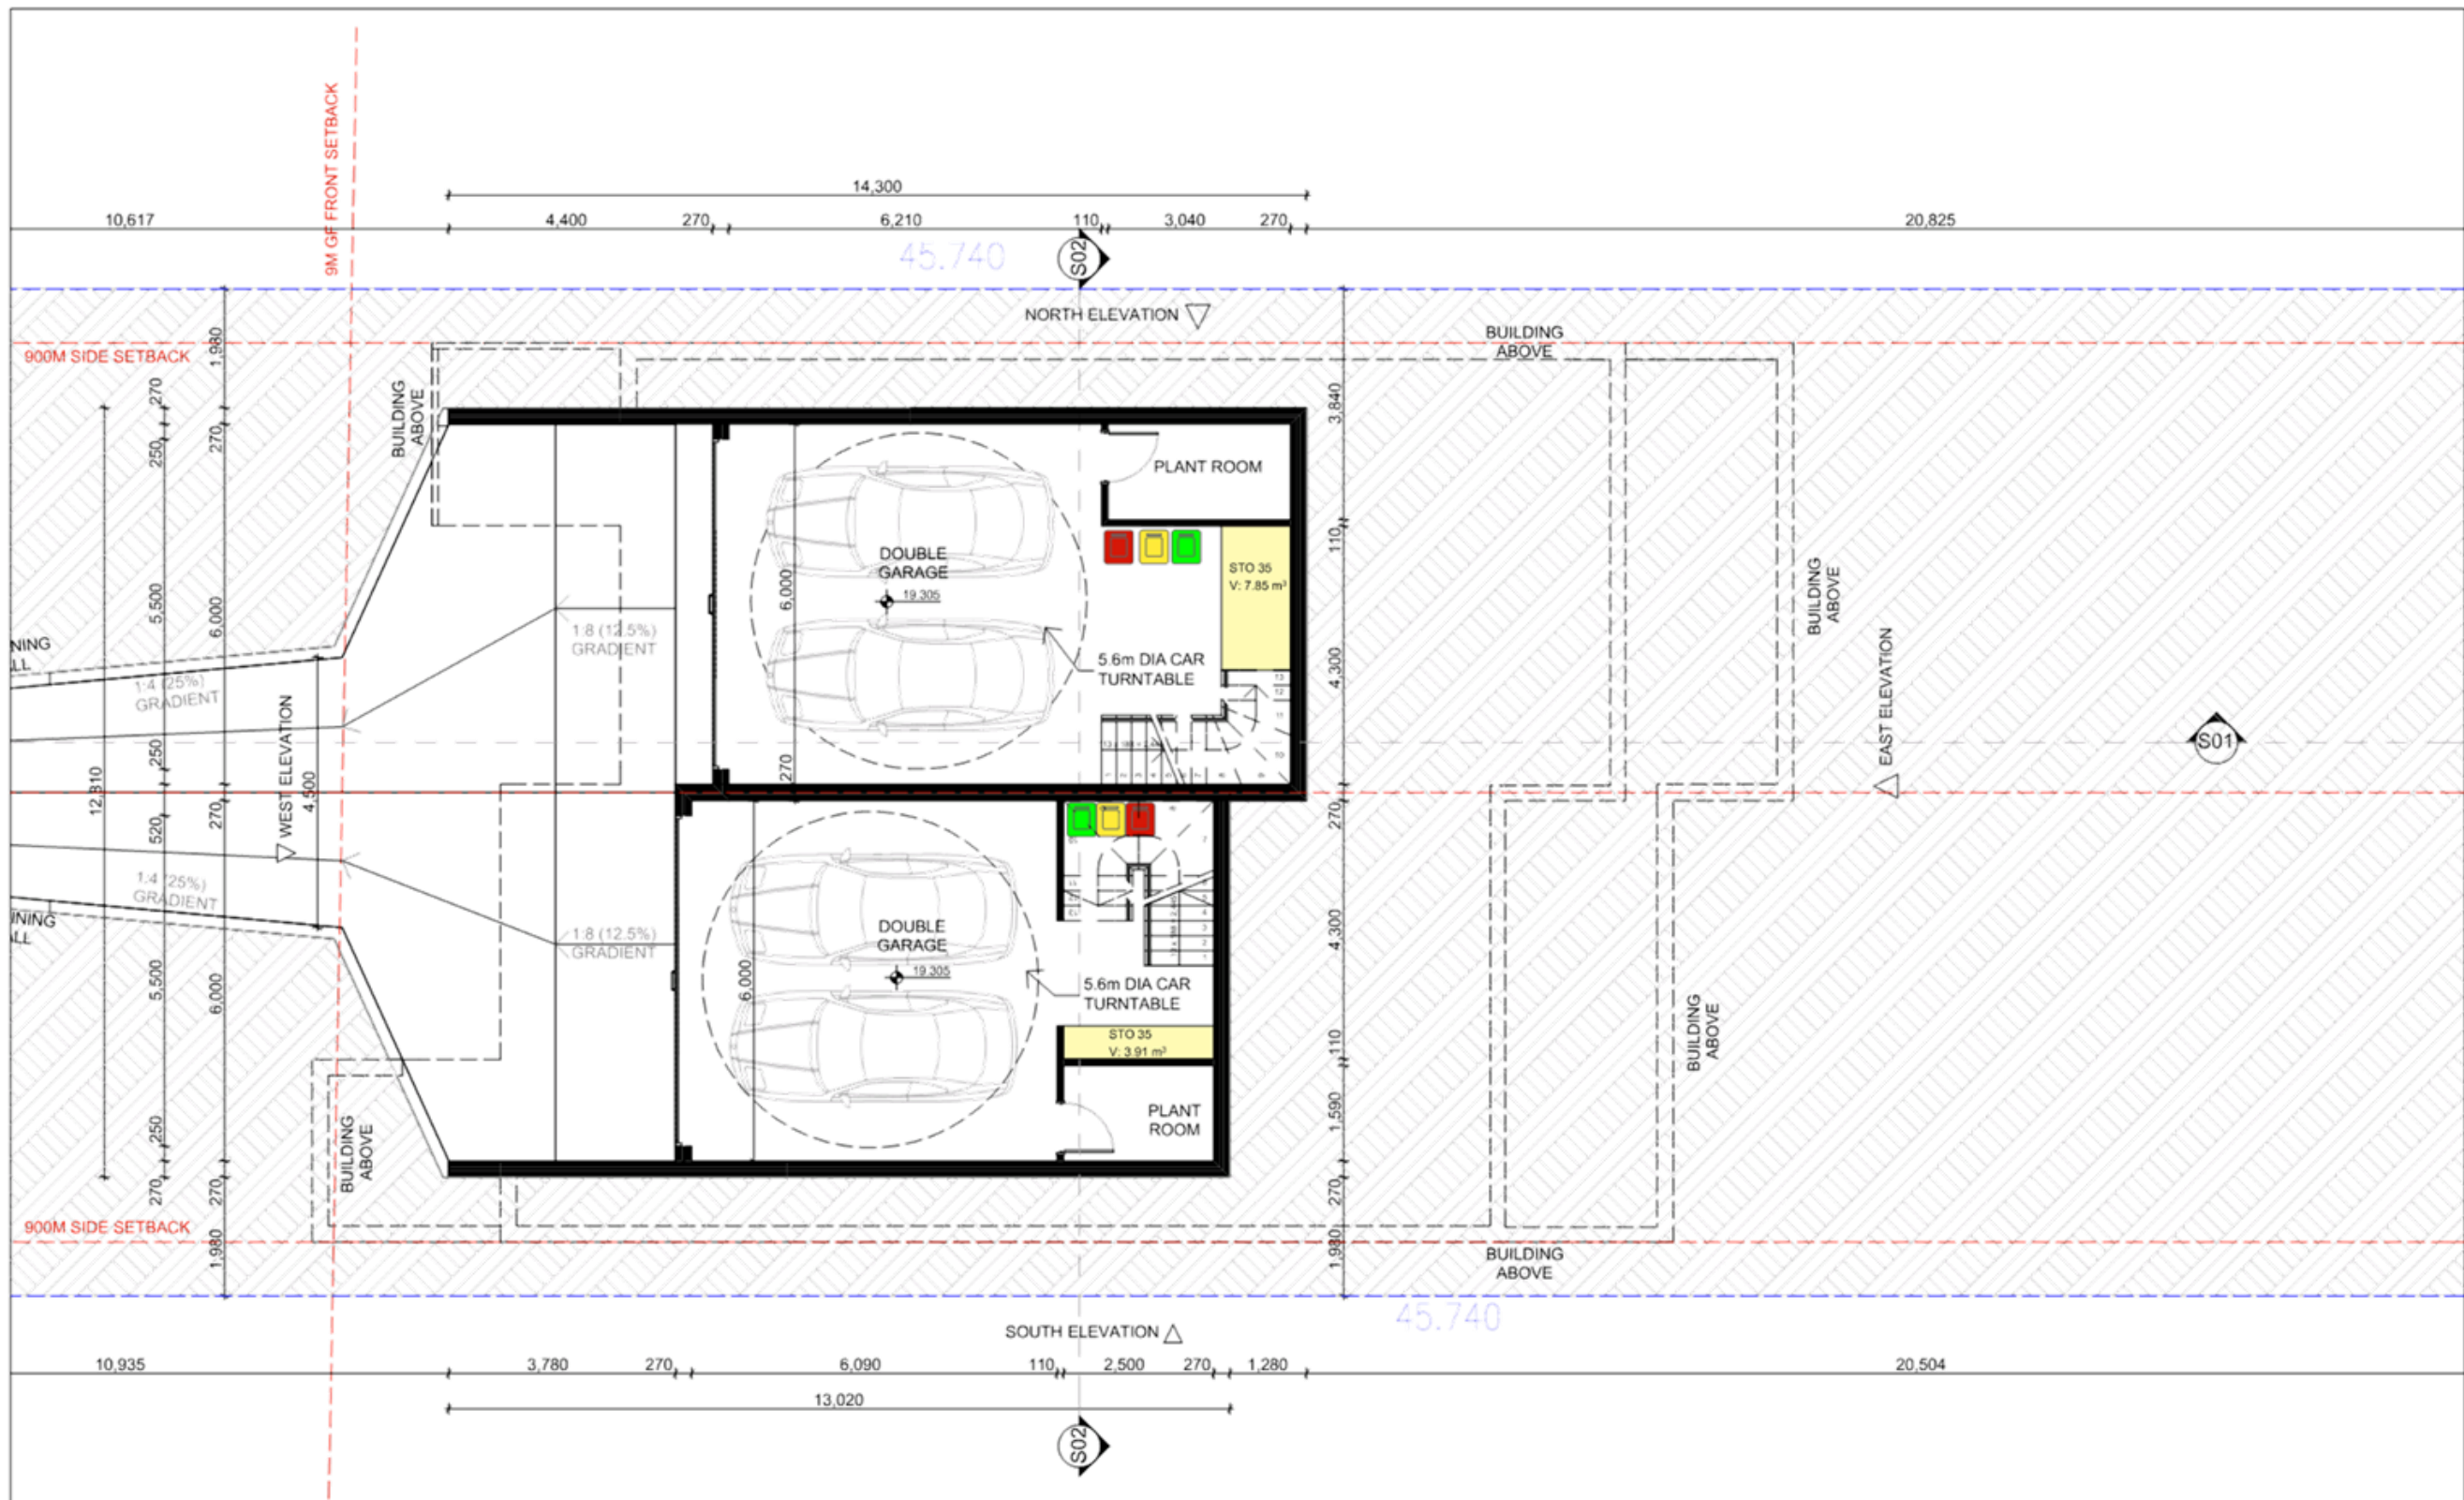 14,300
10,617
4,400
270
6,210
110
3,040
270
20,825
9M GF FRONT SETBACK
45.740
S02
NORTH ELEVATION
900M SIDE SETBACK
BUILDING
ABOVE
BUILDING
ABOVE
1,980
270
250
270
5,500
6,000
250
12,310
270
520
5,500
6,000
250
270
270
1,980
3,840
110
4,300
270
4,300
110
1,590
270
1,980
PLANT ROOM
DOUBLE
GARAGE
19.305
6,000
270
STO 35
V: 7.85 m³
5.6m DIA CAR
TURNTABLE
1:8 (12.5%)
GRADIENT
1:4 (25%)
GRADIENT
NING
LL
WEST ELEVATION
4,500
BUILDING
ABOVE
EAST ELEVATION
S01
1:4 (25%)
GRADIENT
INING
LL
1:8 (12.5%)
GRADIENT
DOUBLE
GARAGE
19.305
6,000
5.6m DIA CAR
TURNTABLE
STO 35
V: 3.91 m³
PLANT
ROOM
BUILDING
ABOVE
BUILDING
ABOVE
900M SIDE SETBACK
BUILDING
ABOVE
45.740
SOUTH ELEVATION
10,935
3,780
270
6,090
110
2,500
270
1,280
20,504
13,020
S02